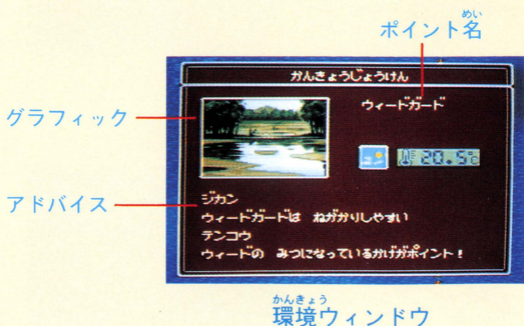 めい
ポイント名
かんきょうじょうけん
ウィードガード
グラフィック
20.5℃
アドバイス
ジカン
ウィードガードは ねがかりしやすい
テンコウ
ウィードの みつになっているかげがポイント!
かんきょう
環境ウィンドウ